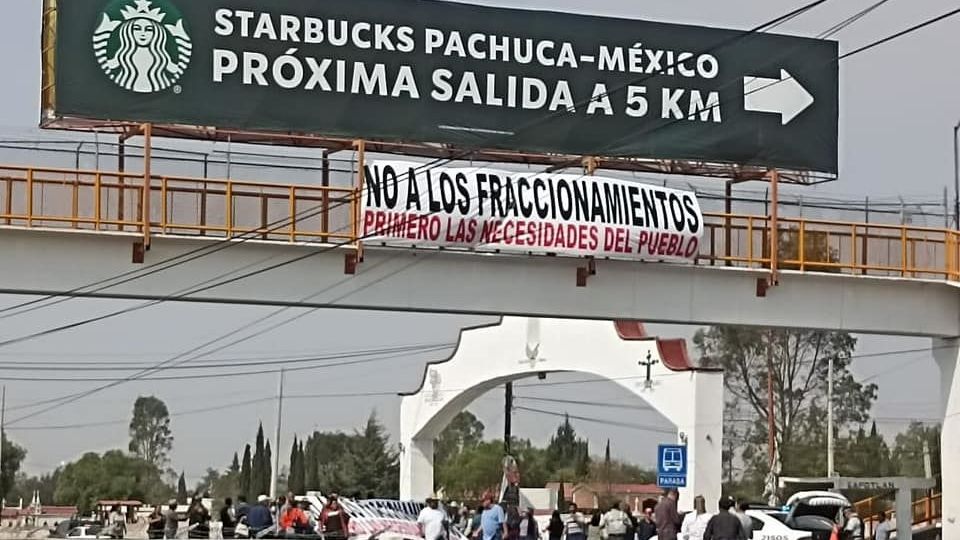 STARBUCKS PACHUCA-MÉXICO
PRÓXIMA SALIDA A 5 KM
NO A LOS FRACCIONAMIENTOS
PRIMERO LAS NECESIDADES DEL PUEBLO
PARADA